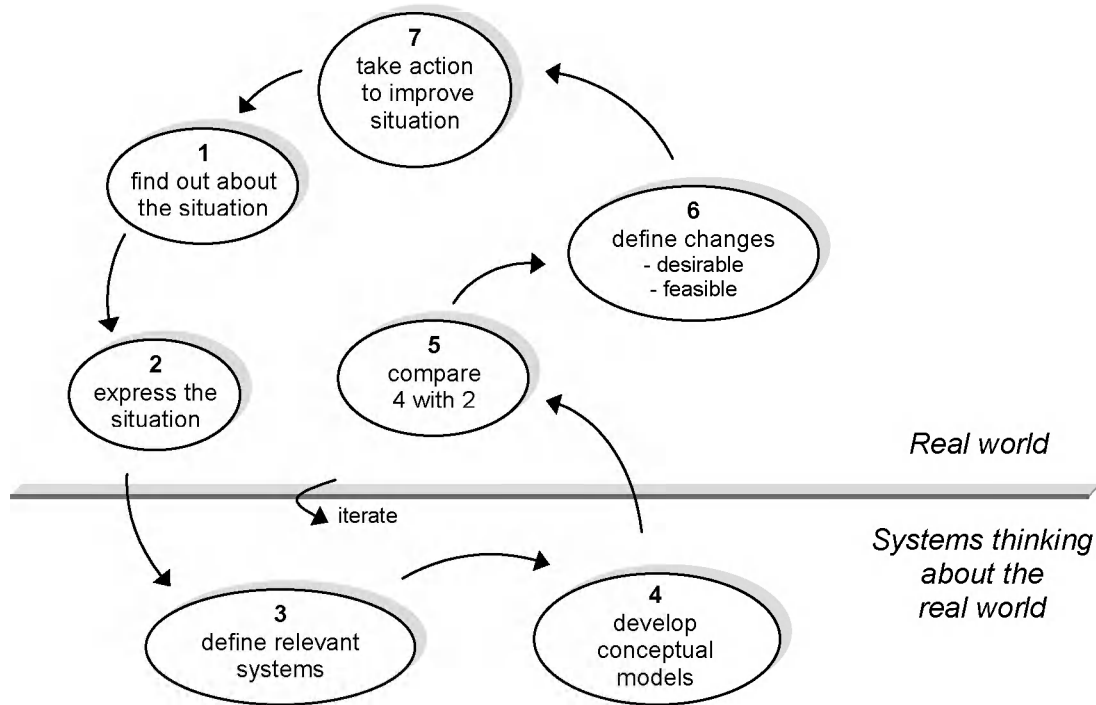 7
take action
to improve
situation
1
find out about
the situation
6
define changes
- desirable
- feasible
2
express the
situation
5
compare
4 with 2
Real world
iterate
Systems thinking
about the
real world
3
define relevant
systems
4
develop
conceptual
models